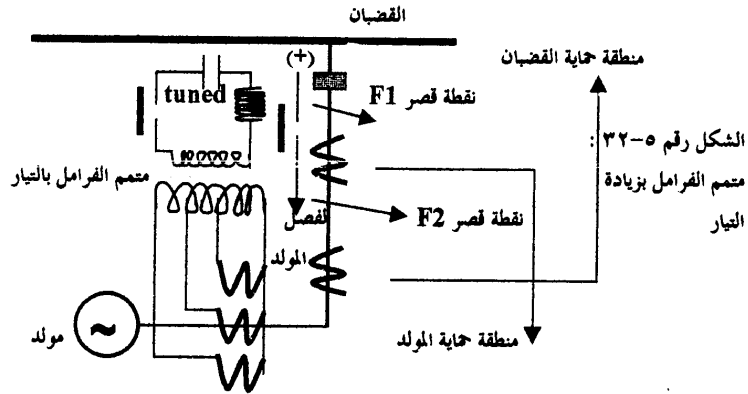 القضبان
منطقة حماية القضبان
(+)
tuned
نقطة قصر F1
الشكل رقم ٥-٣٢ :
متمم الفرامل بزيادة
التيار
متمم الفرامل بالتيار
نقطة قصر F2
لفصل
المولد
منطقة حماية المولد
مولد
~